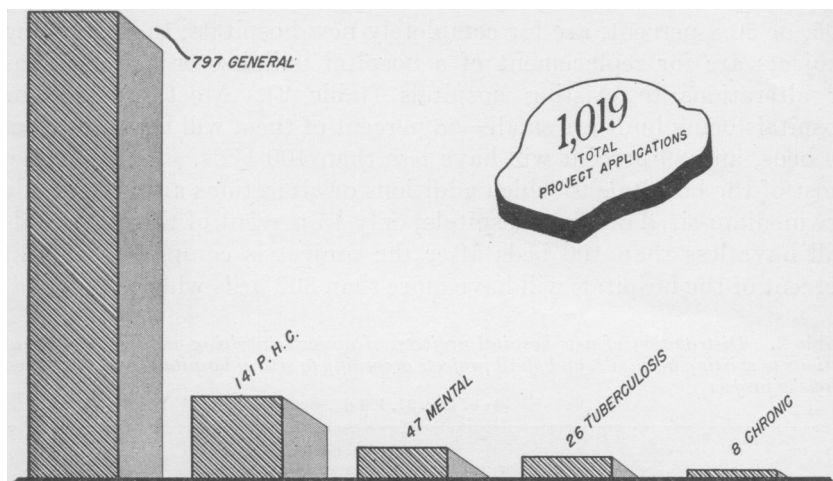 797 GENERAL
1,019
TOTAL
PROJECT APPLICATIONS
141 P.H.C.
47 MENTAL
26 TUBERCULOSIS
8 CHRONIC